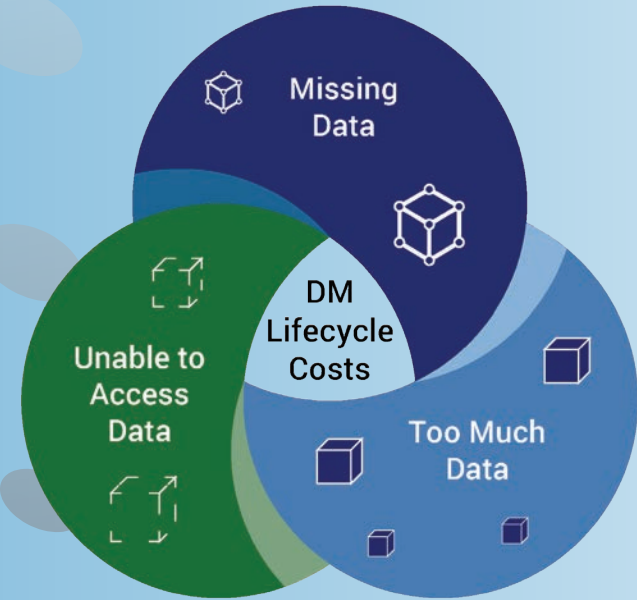 Missing
Data
DM
Lifecycle
Costs
Unable to
Access
Data
Too Much
Data